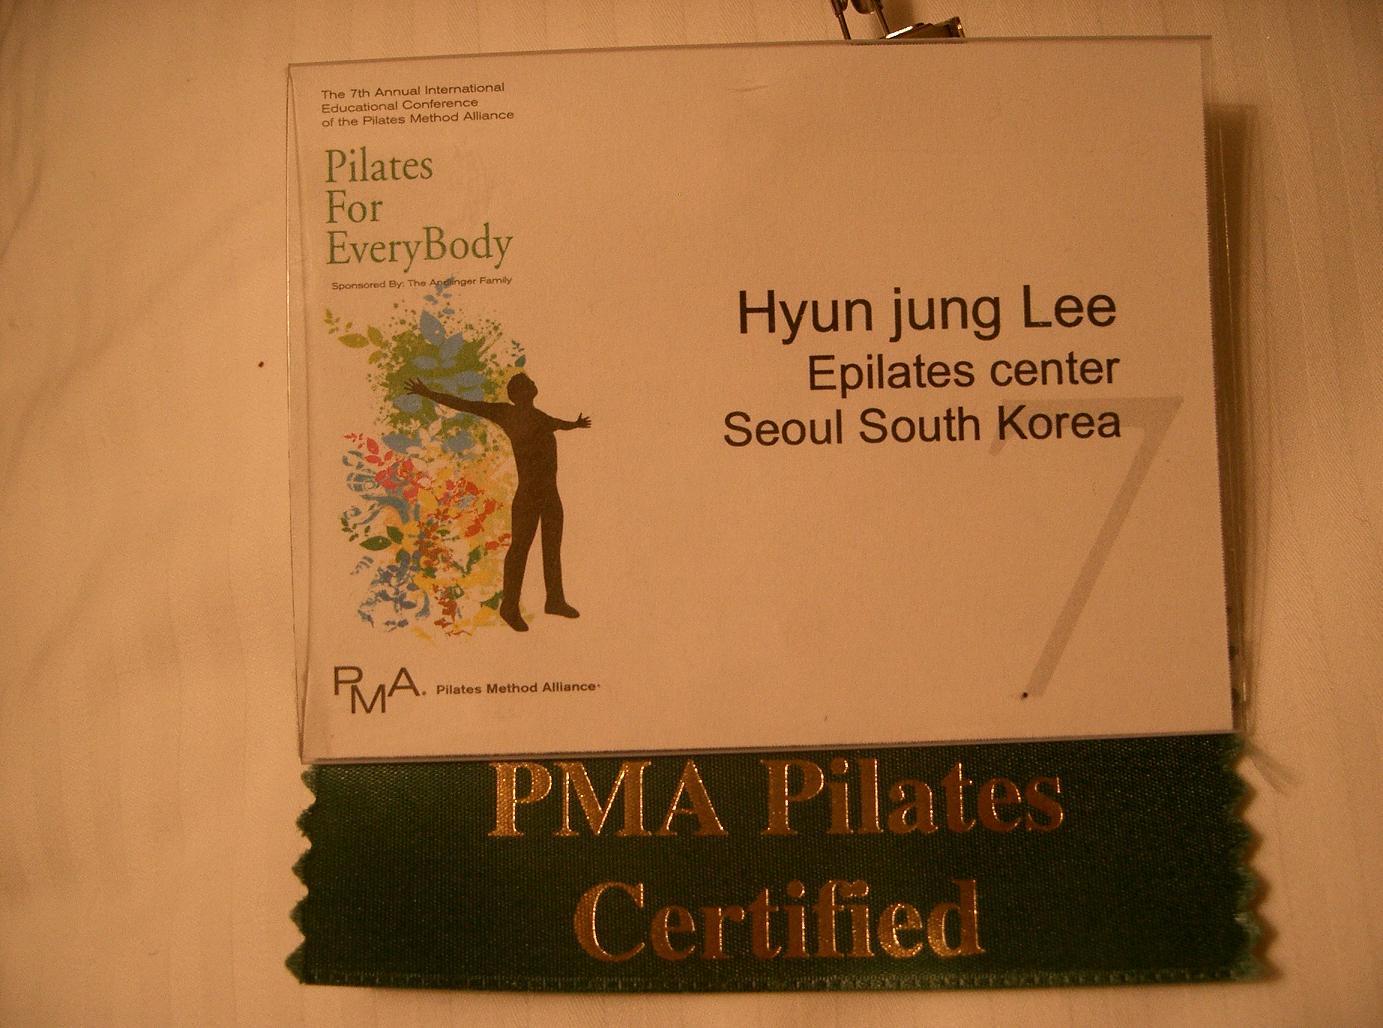 The 7th Annual International
Educational Conference
of the Pilates Method Alliance
Pilates
For
EveryBody
Sponsored By: The Andlinger Family
Hyun jung Lee
Epilates center
Seoul South Korea
7
PMA. Pilates Method Alliance
PMA Pilates
Certified